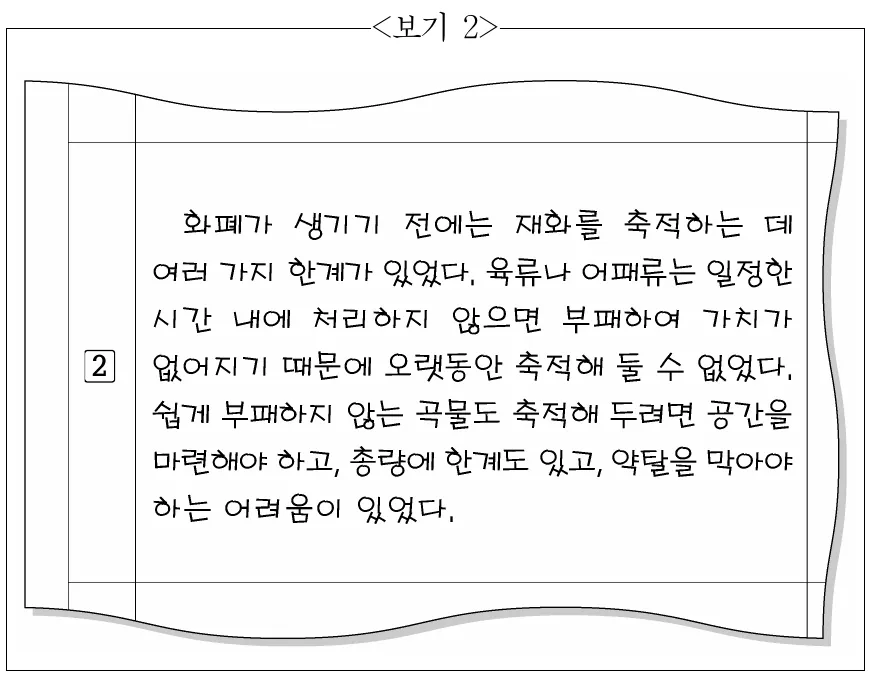 <보기 2>
화폐가 생기기 전에는 재화를 축적하는 데
여러 가지 한계가 있었다. 육류나 어패류는 일정한
시간 내에 처리하지 않으면 부패하여 가치가
2 없어지기 때문에 오랫동안 축적해 둘 수 없었다.
쉽게 부패하지 않는 곡물도 축적해 두려면 공간을
마련해야 하고, 총량에 한계도 있고, 약탈을 막아야
하는 어려움이 있었다.